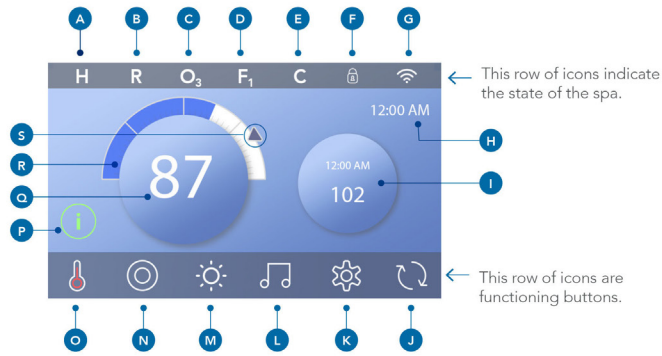 A B C D E F G
H R O₃ F₁ C
This row of icons indicate
the state of the spa.
12:00 AM
S
H
R
12:00 AM
87
I
102
Q
i
P
This row of icons are
functioning buttons.
O N M L K J